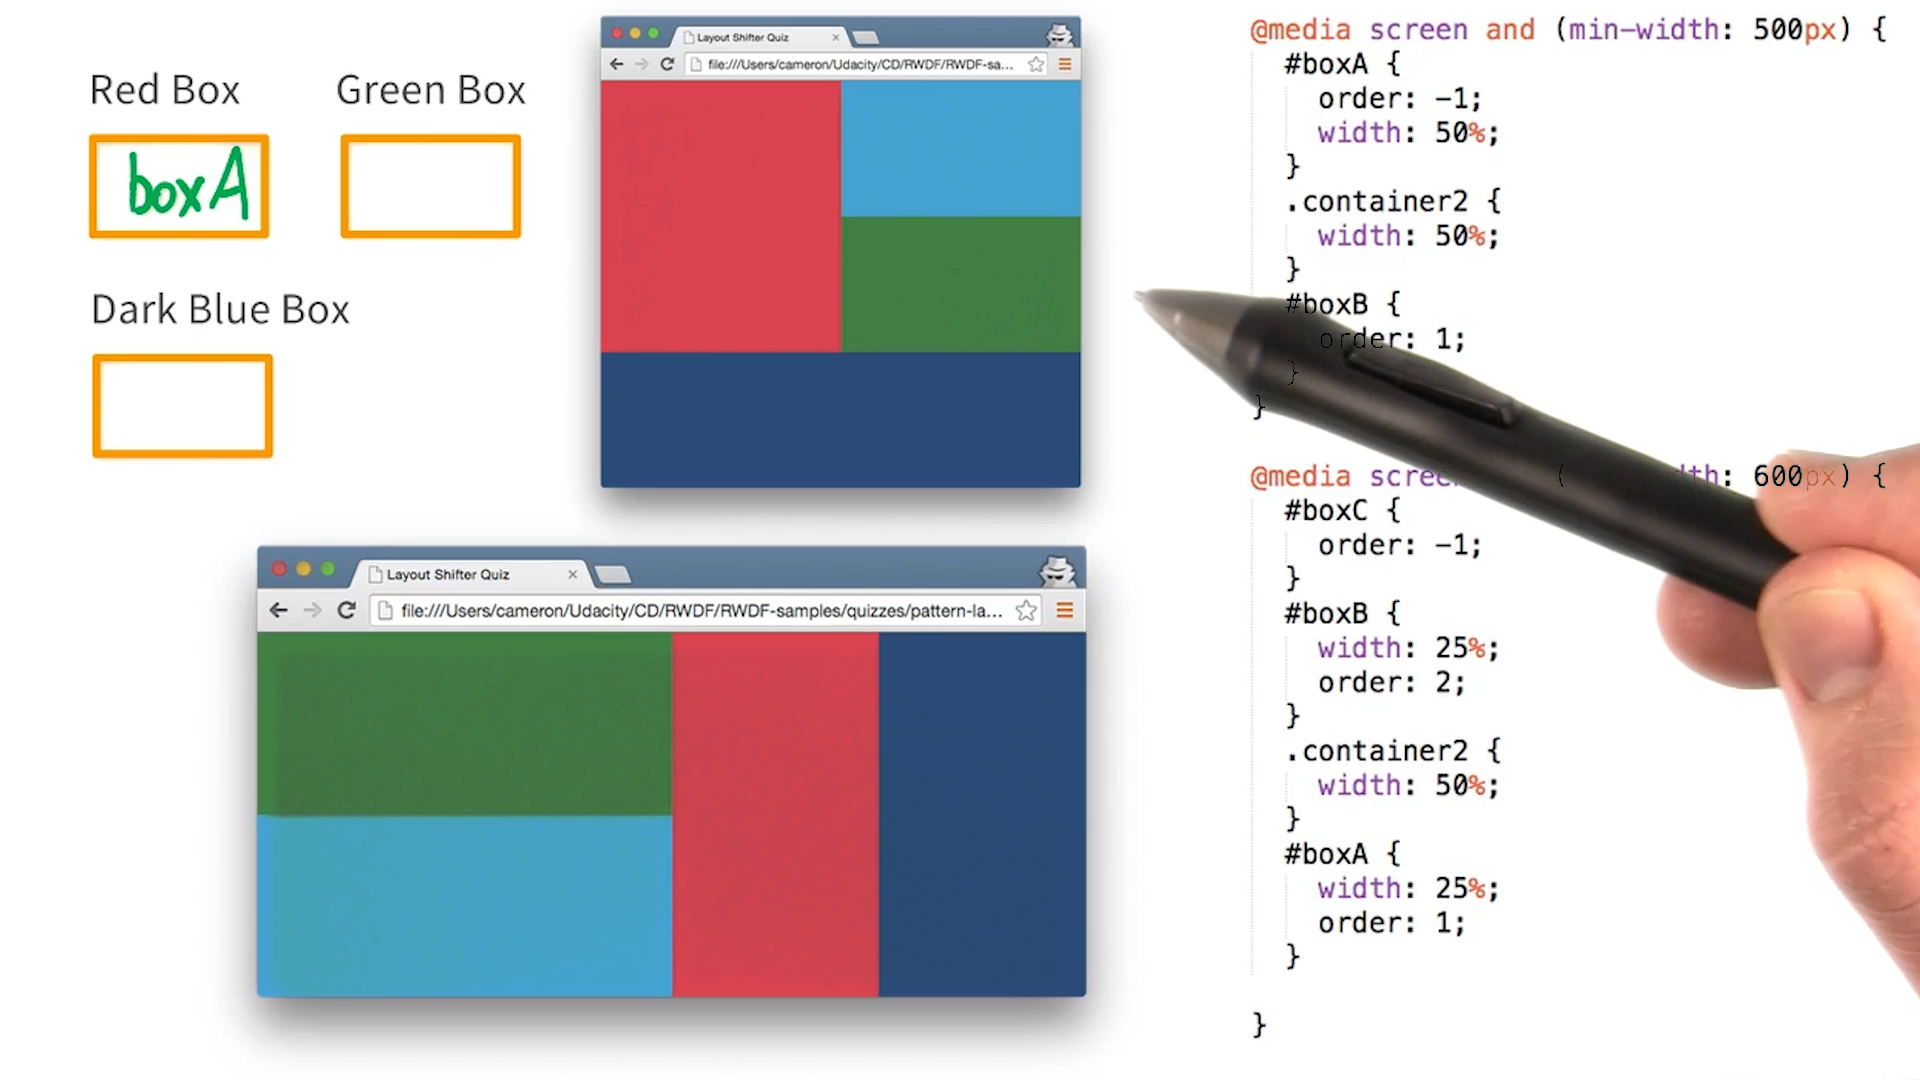 Red Box
Green Box
boxA
Dark Blue Box
Layout Shifter Quiz
file:///Users/cameron/Udacity/CD/RWDF/RWDF-sa...
Layout Shifter Quiz
file:///Users/cameron/Udacity/CD/RWDF/RWDF-samples/quizzes/pattern-la...
@media screen and (min-width: 500px) {
#boxA {
order: -1;
width: 50%;
}
.container2 {
width: 50%;
}
#boxB {
order: 1;
}
}
@media ( : 600px) {
#boxC {
order: -1;
}
#boxB {
width: 25%;
order: 2;
}
.container2 {
width: 50%;
}
#boxA {
width: 25%;
order: 1;
}
}